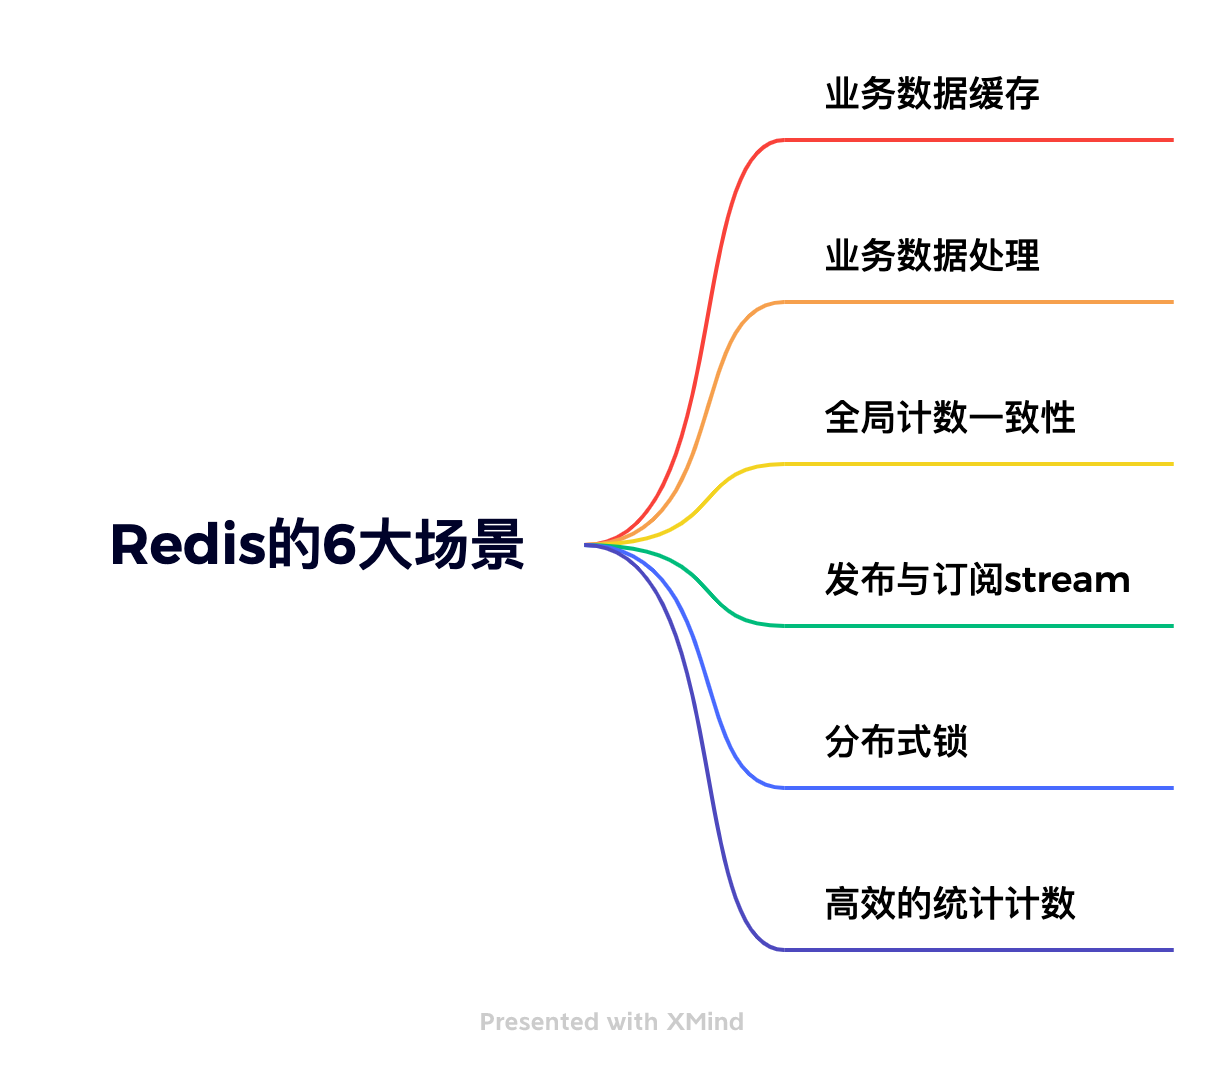 业务数据缓存
业务数据处理
全局计数一致性
Redis的6大场景
发布与订阅stream
分布式锁
高效的统计计数
Presented with XMind